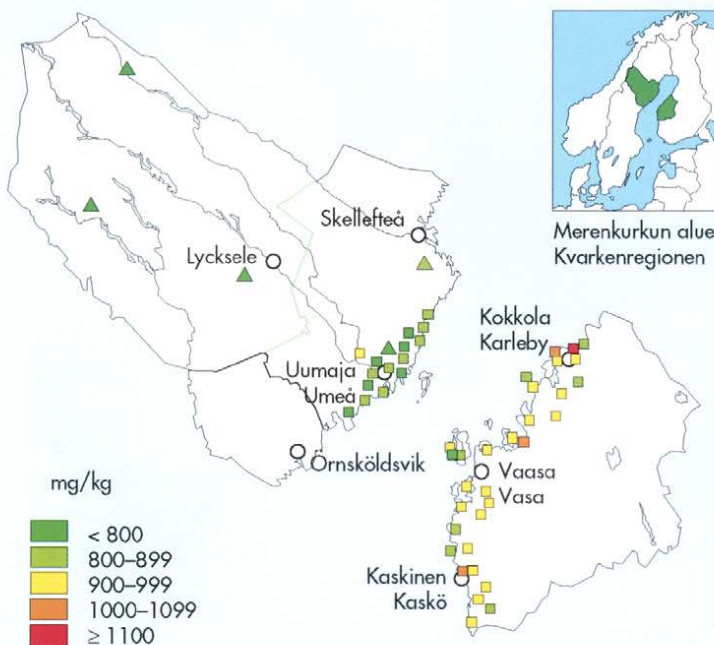 Skellefteå
Lycksele
Uumaja
Umeå
Örnsköldsvik
Merenkurkun alue
Kvarkenregionen
Kokkola
Karleby
Vaasa
Vasa
Kaskinen
Kaskö
mg/kg
< 800
800–899
900–999
1000–1099
≥ 1100